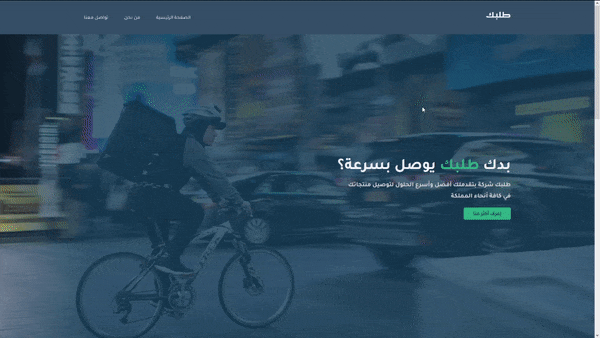 طلبك
الصفحة الرئيسية
من نحن
تواصل معنا
بدك طلبك يوصل بسرعة؟
طلبك شركة بتقدملك أفضل وأسرع الحلول لتوصيل منتجاتك
في كافة أنحاء المملكة
تعرف أكثر عنا